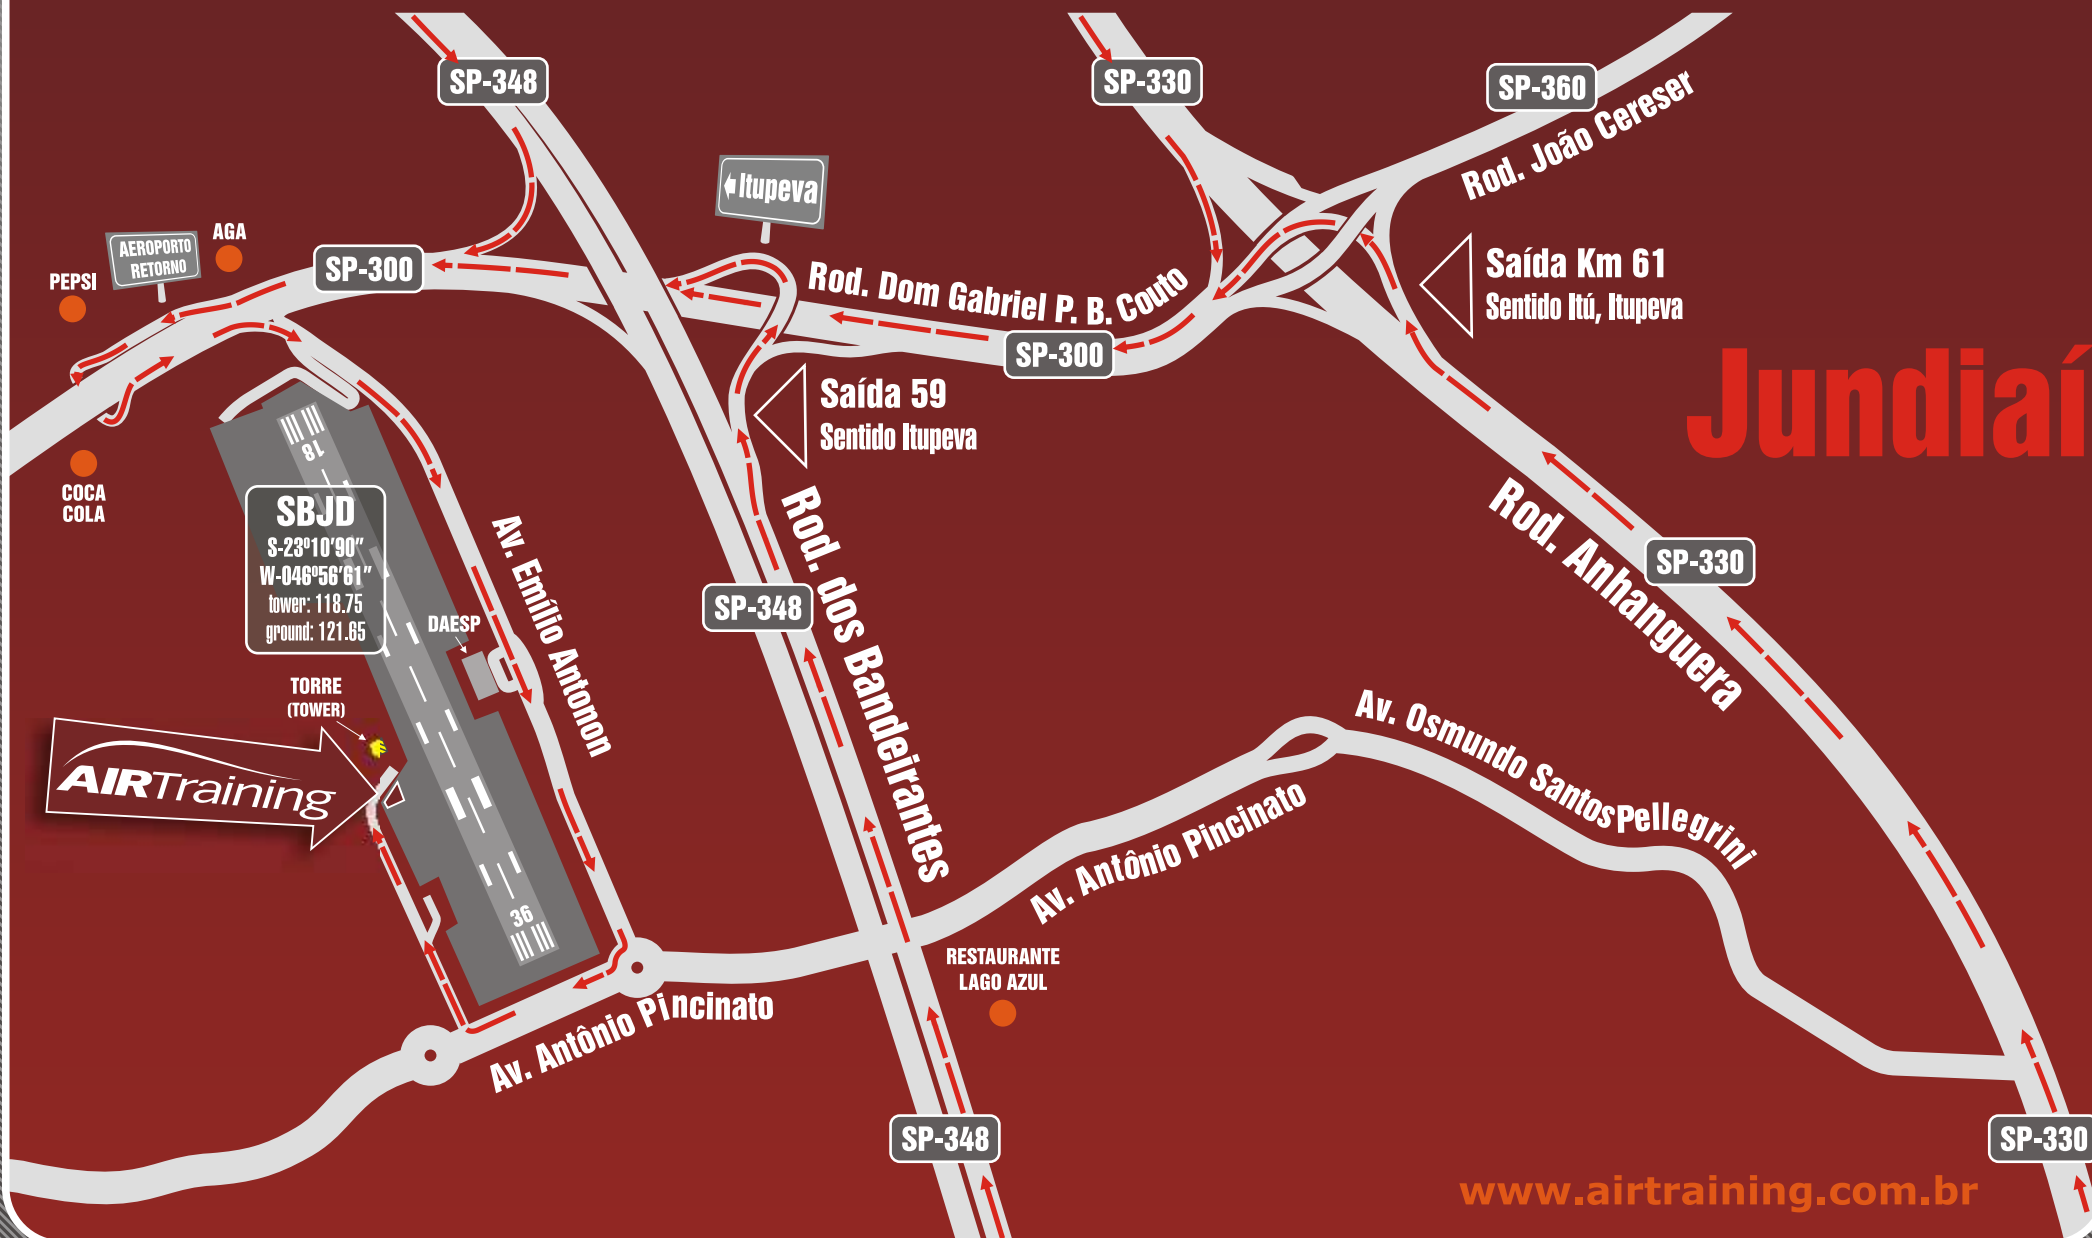 SP-348
SP-330
SP-360
Rod. João Cereser
Itupeva
AGA
AEROPORTO
RETORNO
SP-300
PEPSI
Rod. Dom Gabriel P. B. Couto
Saída Km 61
Sentido Itú, Itupeva
SP-300
Jundiaí
Saída 59
Sentido Itupeva
18
COCA
COLA
SBJD
S-23º10'90"
W-046º56'61"
tower: 118.75
ground: 121.65
Av. Emílio Antonon
Rod. dos Bandeirantes
Rod. Anhanguera
SP-330
SP-348
DAESP
TORRE
(TOWER)
AIRTraining
Av. Osmundo Santos Pellegrini
Av. Antônio Pincinato
36
RESTAURANTE
LAGO AZUL
Av. Antônio Pincinato
SP-348
SP-330
www.airtraining.com.br